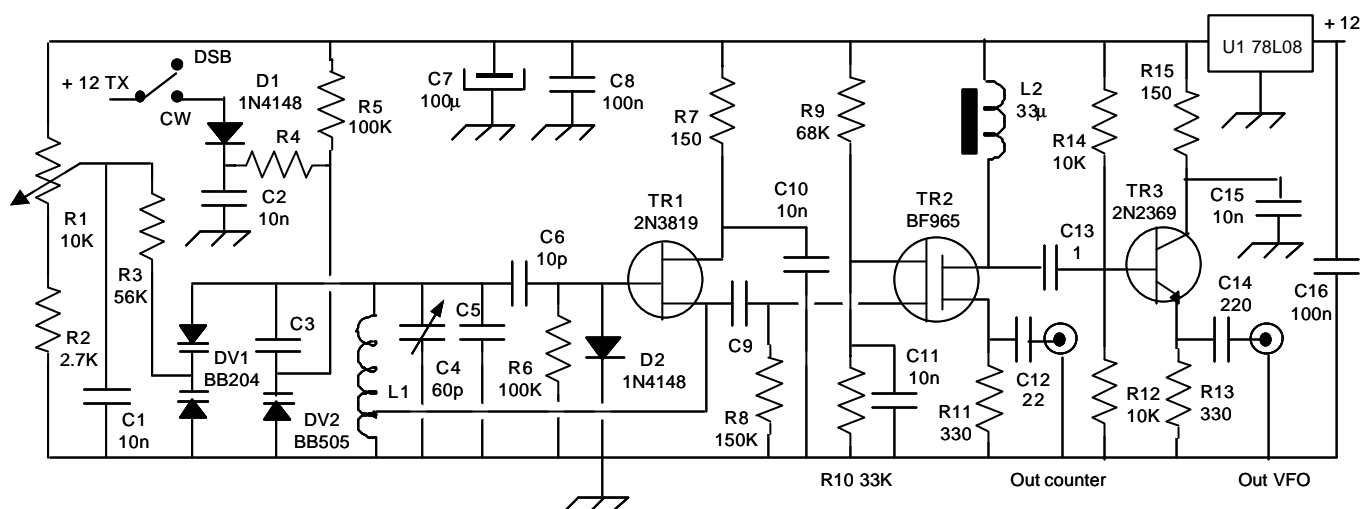 + 12
U1 78L08
DSB
+ 12 TX
CW
D1
1N4148
R5
100K
R4
C2
10n
C7
100µ
C8
100n
R7
150
R9
68K
L2
33µ
R14
10K
R15
150
R1
10K
R3
56K
R2
2.7K
C1
10n
DV1
BB204
C3
DV2
BB505
L1
C4
60p
C5
C6
10p
R6
100K
D2
1N4148
TR1
2N3819
C10
10n
C9
R8
150K
TR2
BF965
C11
10n
R10 33K
R11
330
C12
22
C13
1
TR3
2N2369
C15
10n
C14
220
C16
100n
R12
10K
R13
330
Out counter
Out VFO